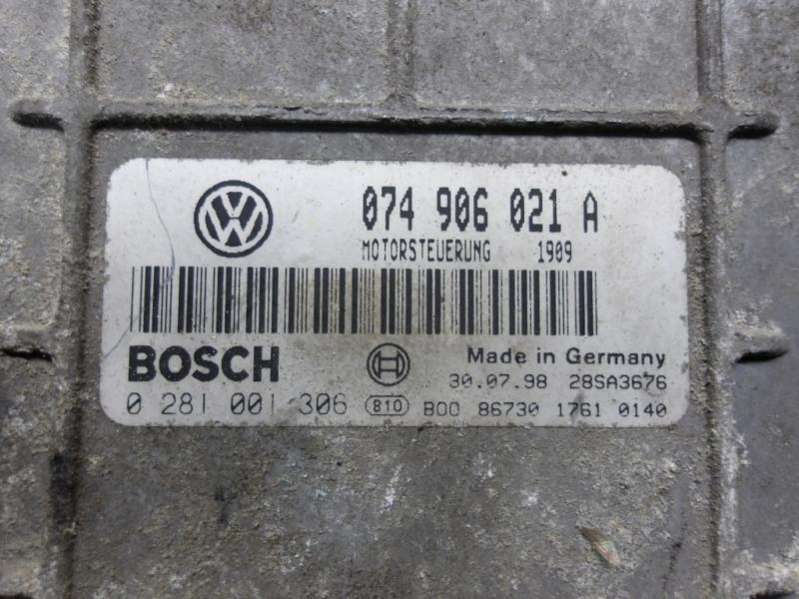 074 906 021 A
MOTORSTEUERUNG 1909
BOSCH
Made in Germany
30.07.98 28SA3676
0 281 001 306 810 BOO 86730 1761 0140